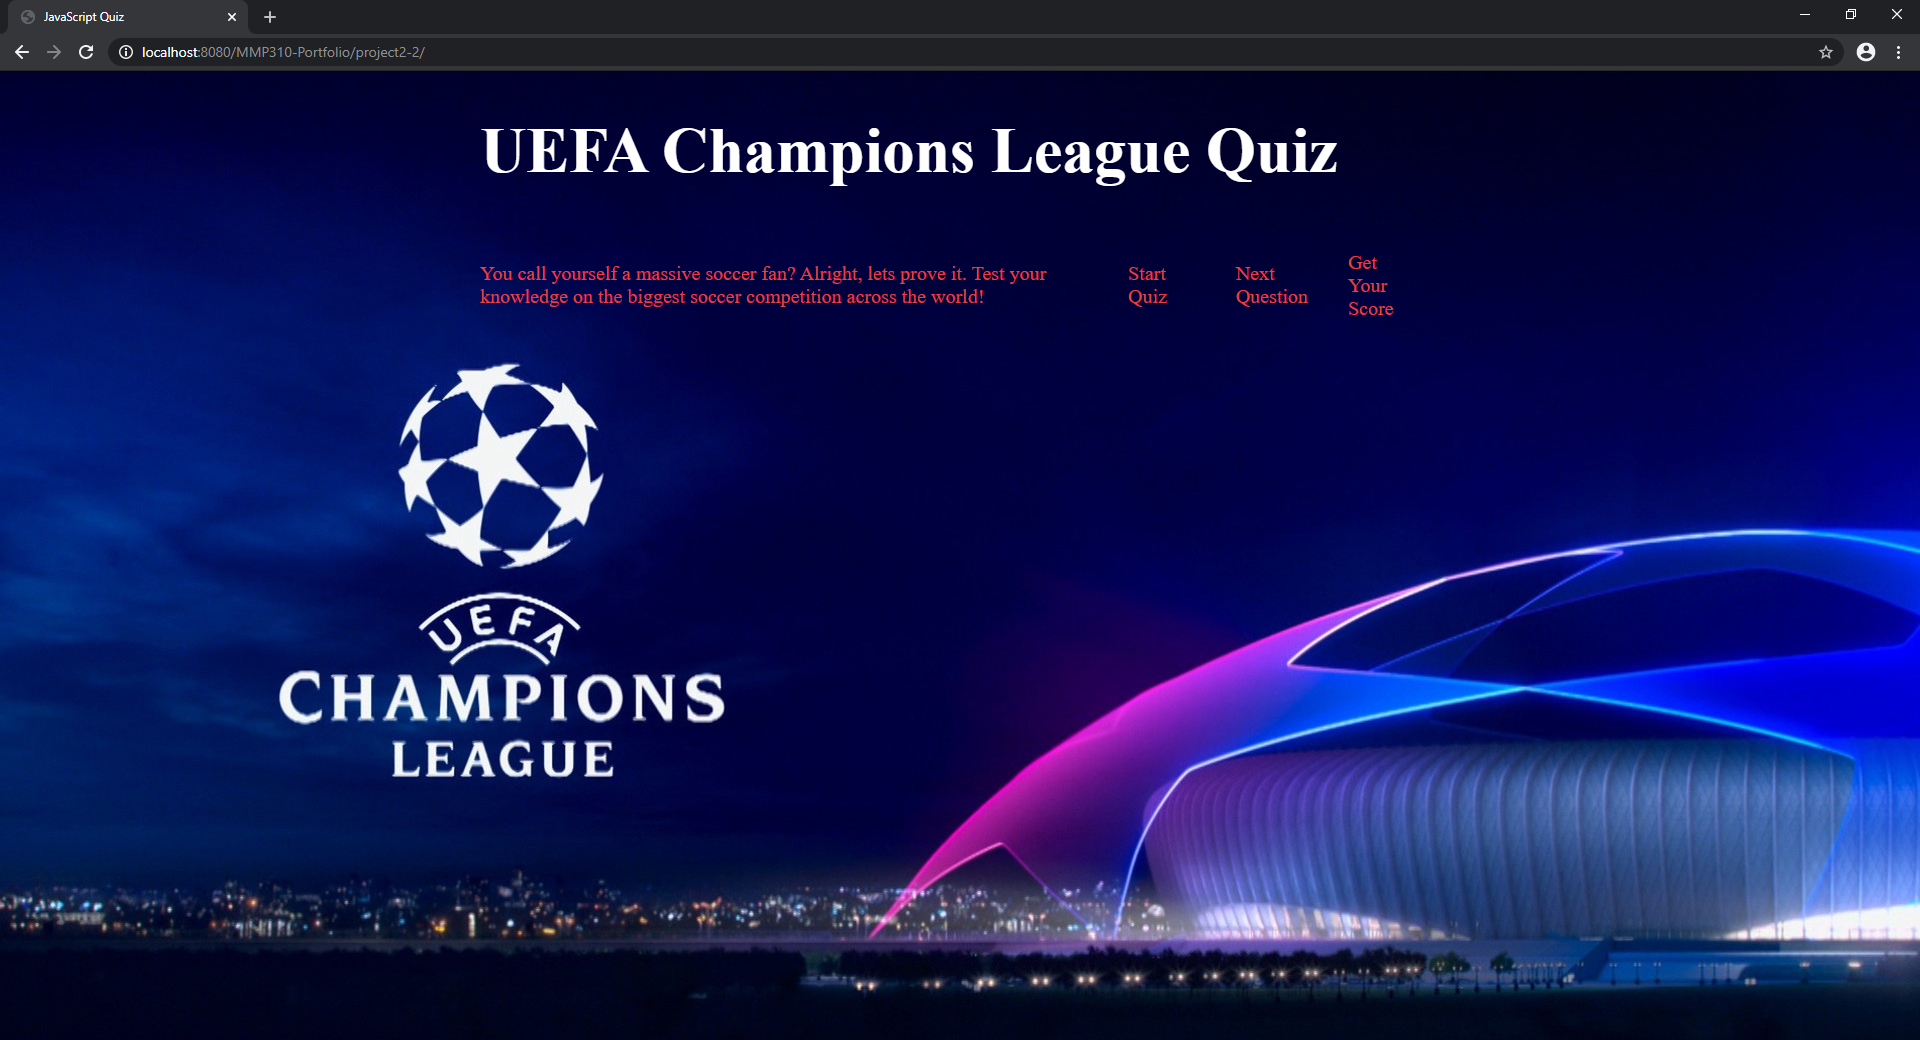 JavaScript Quiz
localhost:8080/MMP310-Portfolio/project2-2/
UEFA Champions League Quiz
You call yourself a massive soccer fan? Alright, lets prove it. Test your
knowledge on the biggest soccer competition across the world!
Start
Quiz
Next
Question
Get
Your
Score
UEFA
CHAMPIONS
LEAGUE